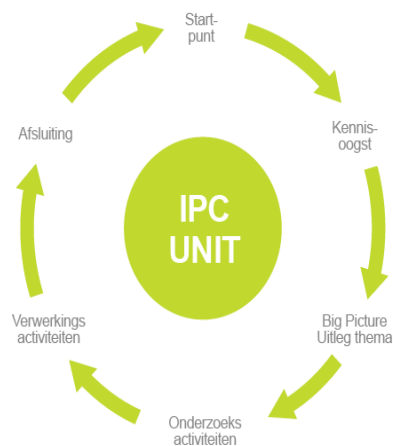 Start-
punt
Kennis-
oogst
Big Picture
Uitleg thema
Onderzoeks
activiteiten
Verwerkings
activiteiten
Afsluiting
IPC
UNIT